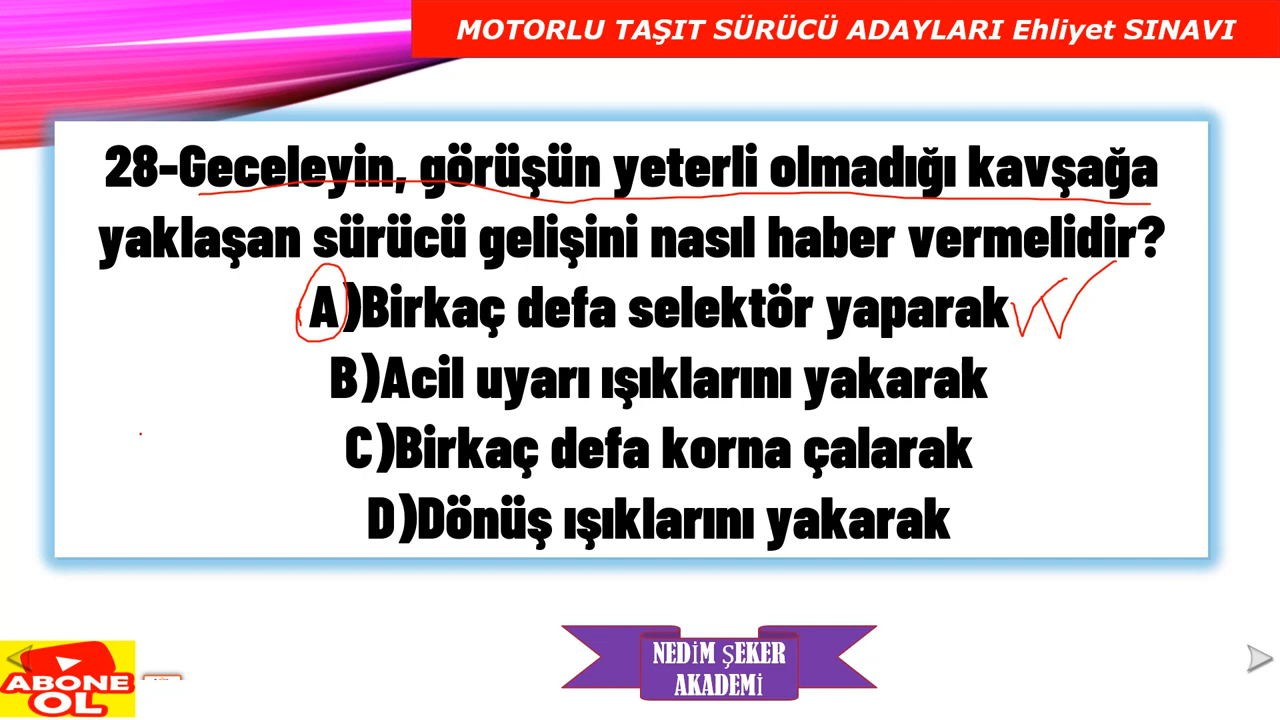 MOTORLU TAŞIT SÜRÜCÜ ADAYLARI Ehliyet SINAVI
28-Geceleyin, görüşün yeterli olmadığı kavşağa
yaklaşan sürücü gelişini nasıl haber vermelidir?
A)Birkaç defa selektör yaparak
B)Acil uyarı ışıklarını yakarak
C)Birkaç defa korna çalarak
D)Dönüş ışıklarını yakarak
NEDİM ŞEKER
AKADEMİ
ABONE
OL